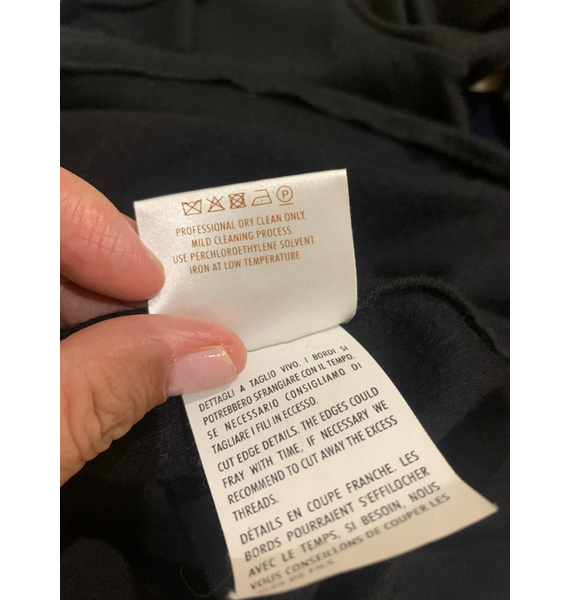 P
PROFESSIONAL DRY CLEAN ONLY,
MILD CLEANING PROCESS
USE PERCHLOROETHYLENE SOLVENT.
IRON AT LOW TEMPERATURE.
DETTAGLI A TAGLIO VIVO. I BORDI SI
POTREBBERO SFRANGIARE CON IL TEMPO.
SE NECESSARIO CONSIGLIAMO DI
TAGLIARE I FILI IN ECCESSO.
CUT EDGE DETAILS. THE EDGES COULD
FRAY WITH TIME, IF NECESSARY WE
RECOMMEND TO CUT AWAY THE EXCESS
THREADS.
DÉTAILS EN COUPE FRANCHE. LES
BORDS POURRAIENT S'EFFILOCHER
AVEC LE TEMPS, SI BESOIN, NOUS
VOUS CONSEILLONS DE COUPER LES
DE FILS.